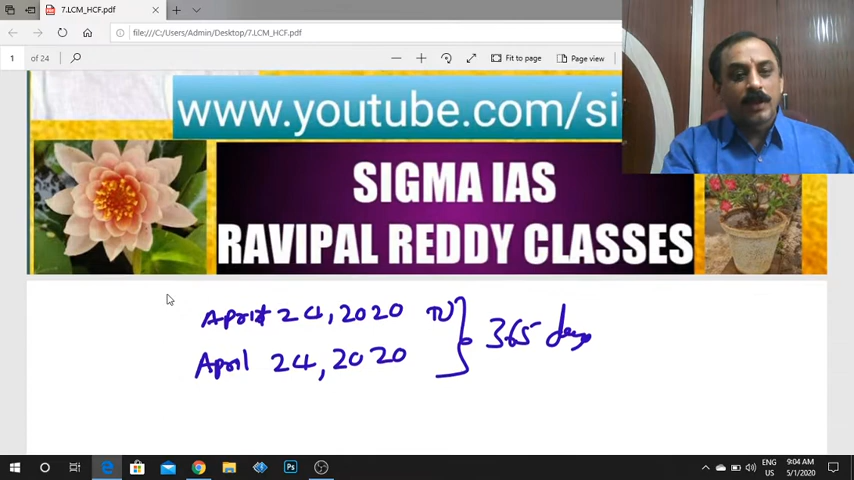 7.LCM_HCF.pdf
file:///C:/Users/Admin/Desktop/7.LCM_HCF.pdf
1 of 24
Fit to page
Page view
www.youtube.com/si
SIGMA IAS
RAVIPAL REDDY CLASSES
April 24, 2020
April 24, 2020
365 days
ENG
US
9:04 AM
5/1/2020